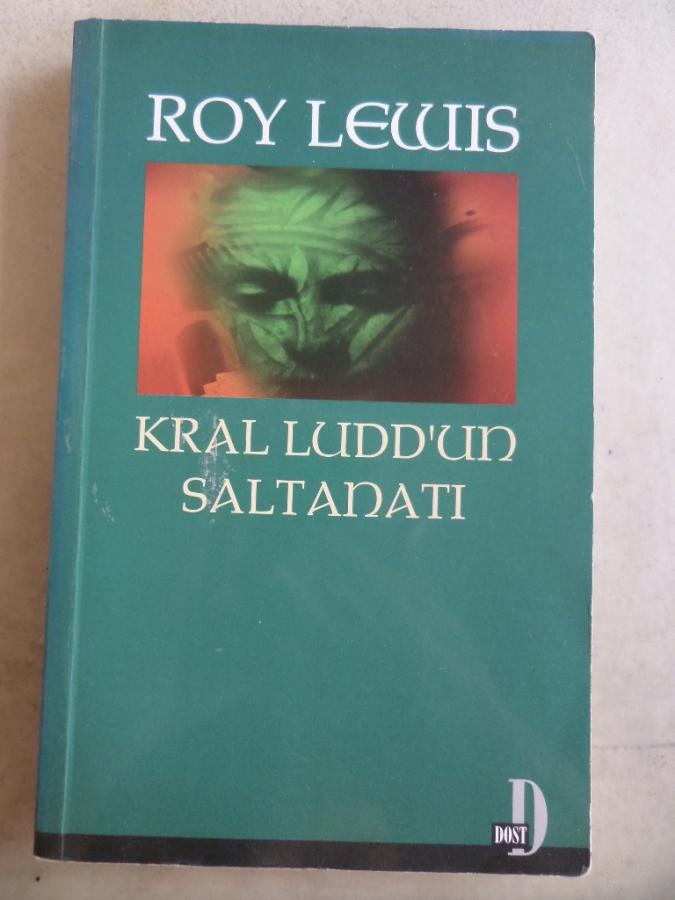 ROY LEWIS
KRAL LUDD'UN
SALTANATI
D
DOST